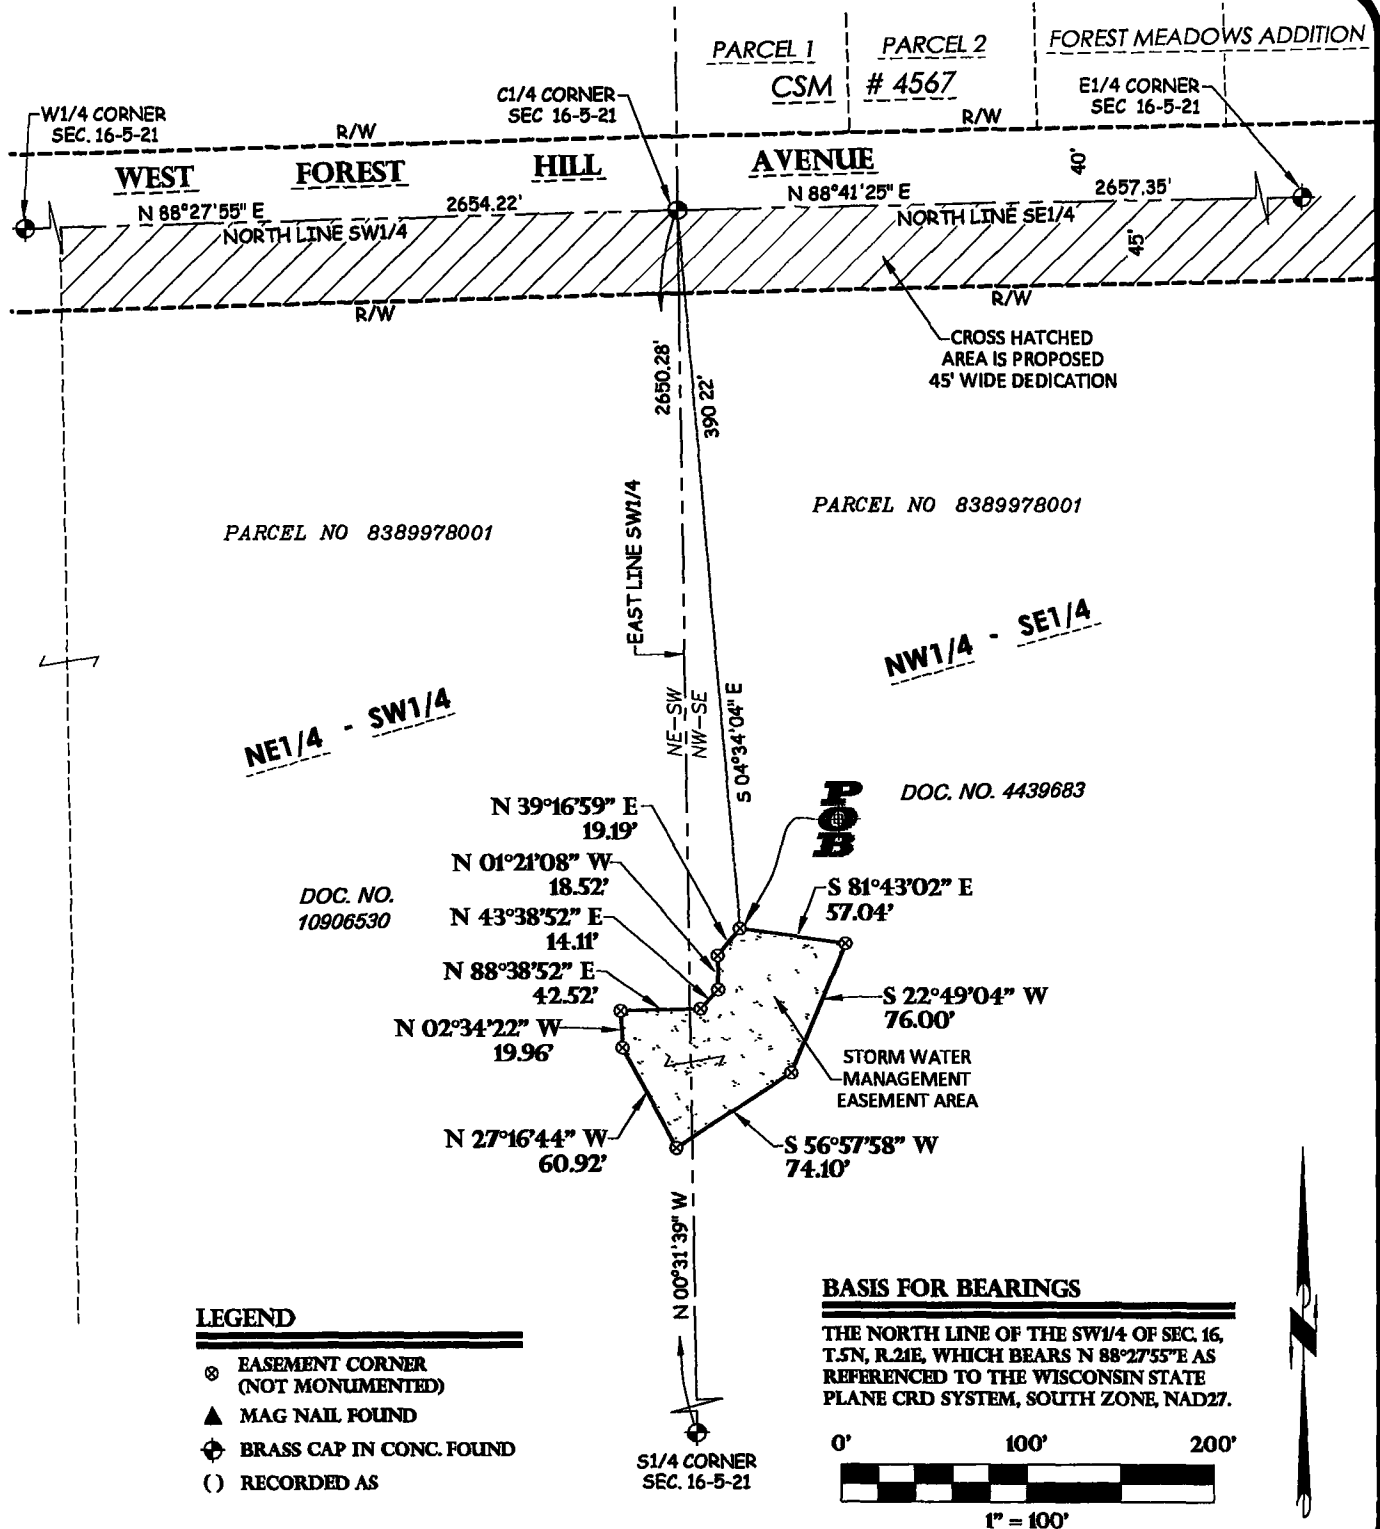 PARCEL 1
PARCEL 2
FOREST MEADOWS ADDITION
CSM
# 4567
W1/4 CORNER
SEC. 16-5-21
C1/4 CORNER
SEC 16-5-21
E1/4 CORNER
SEC 16-5-21
R/W
R/W
WEST FOREST HILL AVENUE
40'
N 88°27'55" E
2654.22'
N 88°41'25" E
2657.35'
NORTH LINE SW1/4
NORTH LINE SE1/4
45'
R/W
R/W
CROSS HATCHED
AREA IS PROPOSED
45' WIDE DEDICATION
2650.28'
390 22'
EAST LINE SW1/4
PARCEL NO 8389978001
PARCEL NO 8389978001
NW1/4 - SE1/4
NE1/4 - SW1/4
NE-SW
NW-SE
S 04°34'04" E
POB
DOC. NO. 4439683
DOC. NO.
10906530
N 39°16'59" E
19.19'
N 01°21'08" W
18.52'
N 43°38'52" E
14.11'
N 88°38'52" E
42.52'
N 02°34'22" W
19.96'
N 27°16'44" W
60.92'
S 81°43'02" E
57.04'
S 22°49'04" W
76.00'
STORM WATER
MANAGEMENT
EASEMENT AREA
S 56°57'58" W
74.10'
N 00°31'39" W
S1/4 CORNER
SEC. 16-5-21
LEGEND
EASEMENT CORNER
(NOT MONUMENTED)
MAG NAIL FOUND
BRASS CAP IN CONC. FOUND
( ) RECORDED AS
BASIS FOR BEARINGS
THE NORTH LINE OF THE SW1/4 OF SEC. 16,
T.5N, R.21E, WHICH BEARS N 88°27'55"E AS
REFERENCED TO THE WISCONSIN STATE
PLANE CRD SYSTEM, SOUTH ZONE, NAD27.
0' 100' 200'
1" = 100'
N